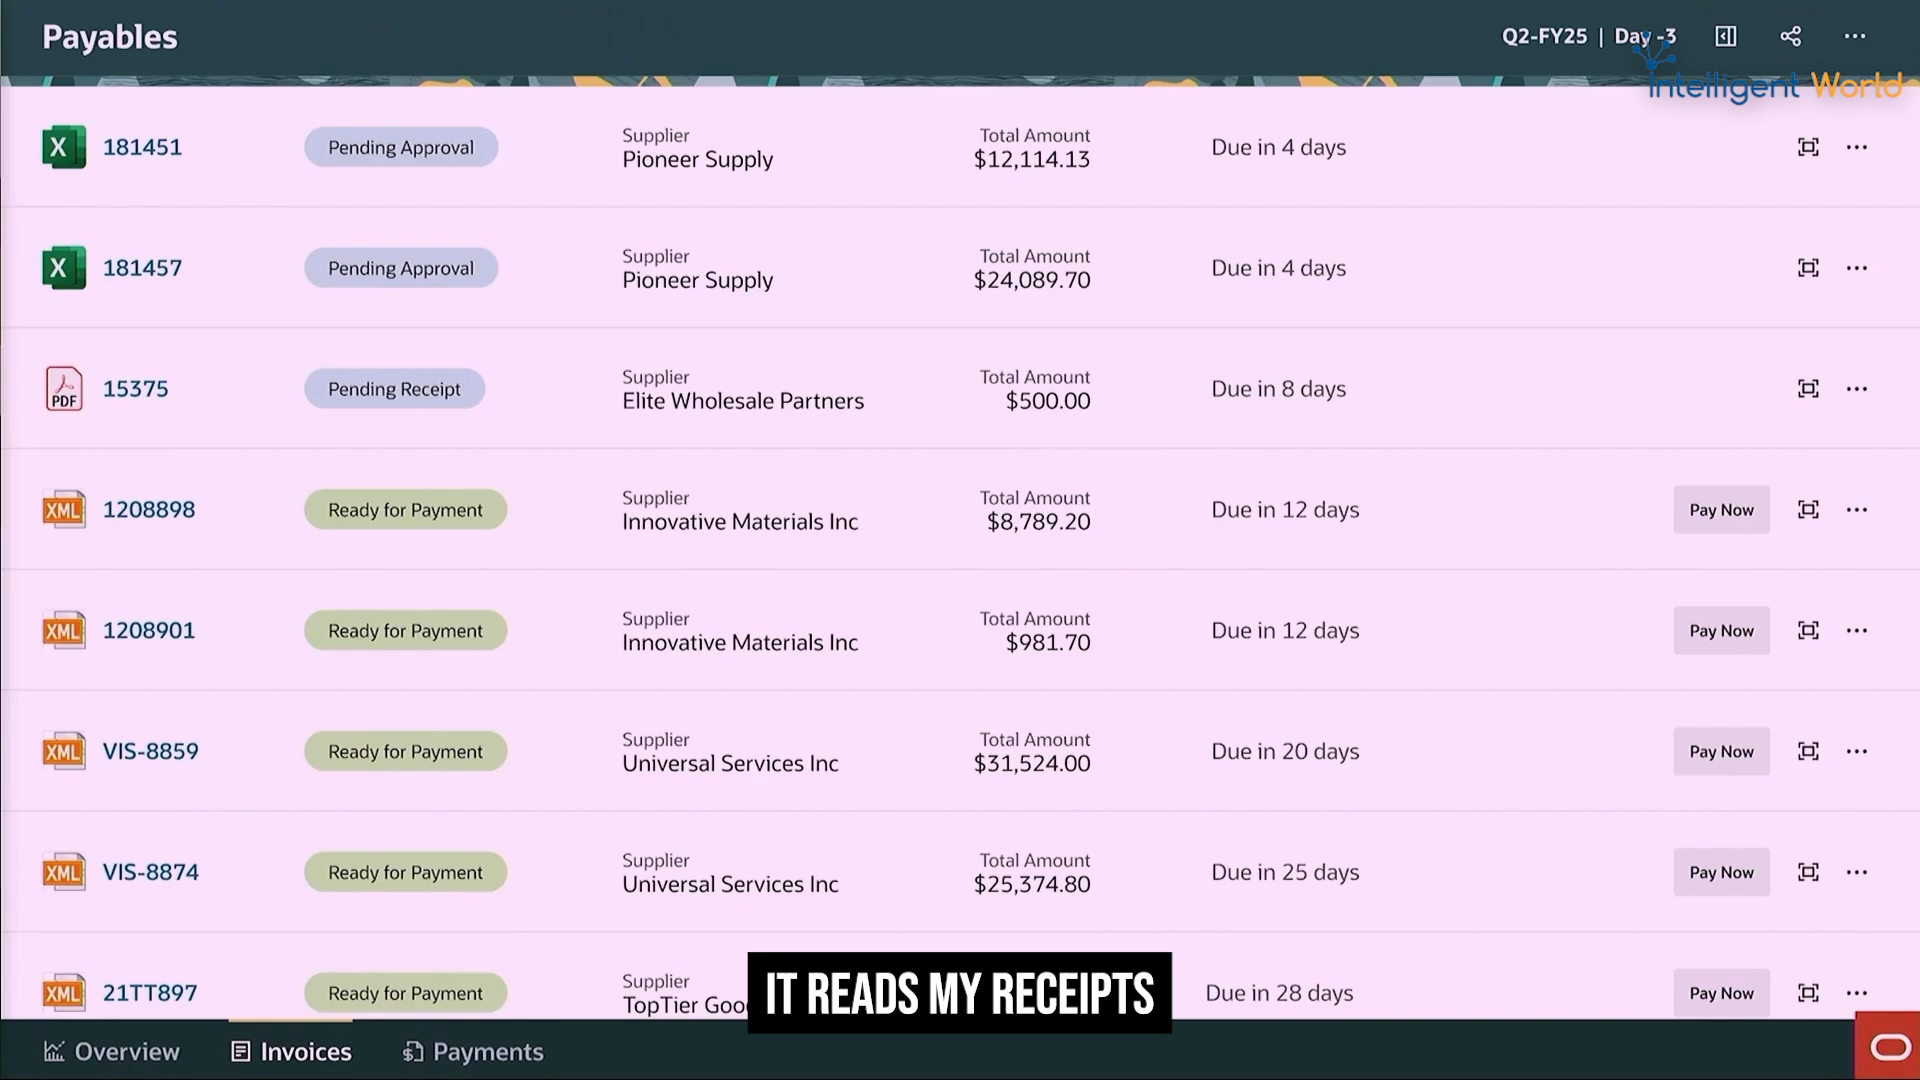 Payables
Q2-FY25 | Day -3
Intelligent World
181451 Pending Approval Supplier Pioneer Supply Total Amount $12,114.13 Due in 4 days
181457 Pending Approval Supplier Pioneer Supply Total Amount $24,089.70 Due in 4 days
PDF 15375 Pending Receipt Supplier Elite Wholesale Partners Total Amount $500.00 Due in 8 days
XML 1208898 Ready for Payment Supplier Innovative Materials Inc Total Amount $8,789.20 Due in 12 days Pay Now
XML 1208901 Ready for Payment Supplier Innovative Materials Inc Total Amount $981.70 Due in 12 days Pay Now
XML VIS-8859 Ready for Payment Supplier Universal Services Inc Total Amount $31,524.00 Due in 20 days Pay Now
XML VIS-8874 Ready for Payment Supplier Universal Services Inc Total Amount $25,374.80 Due in 25 days Pay Now
XML 21TT897 Ready for Payment Supplier TopTier Due in 28 days Pay Now
IT READS MY RECEIPTS
Overview Invoices Payments